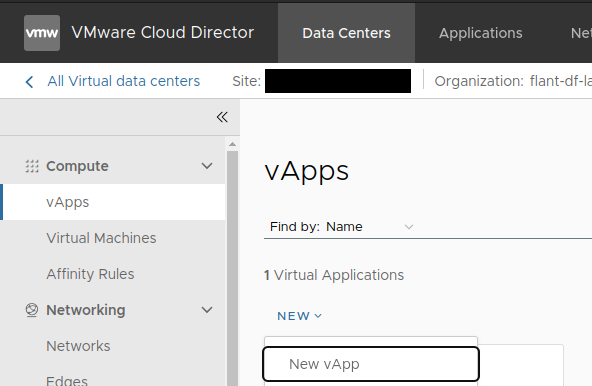 vmw VMware Cloud Director Data Centers Applications
All Virtual data centers Site: Organization: flant-df-la
Compute
vApps
Virtual Machines
Affinity Rules
Networking
Networks
Edges
vApps
Find by: Name
1 Virtual Applications
NEW
New vApp